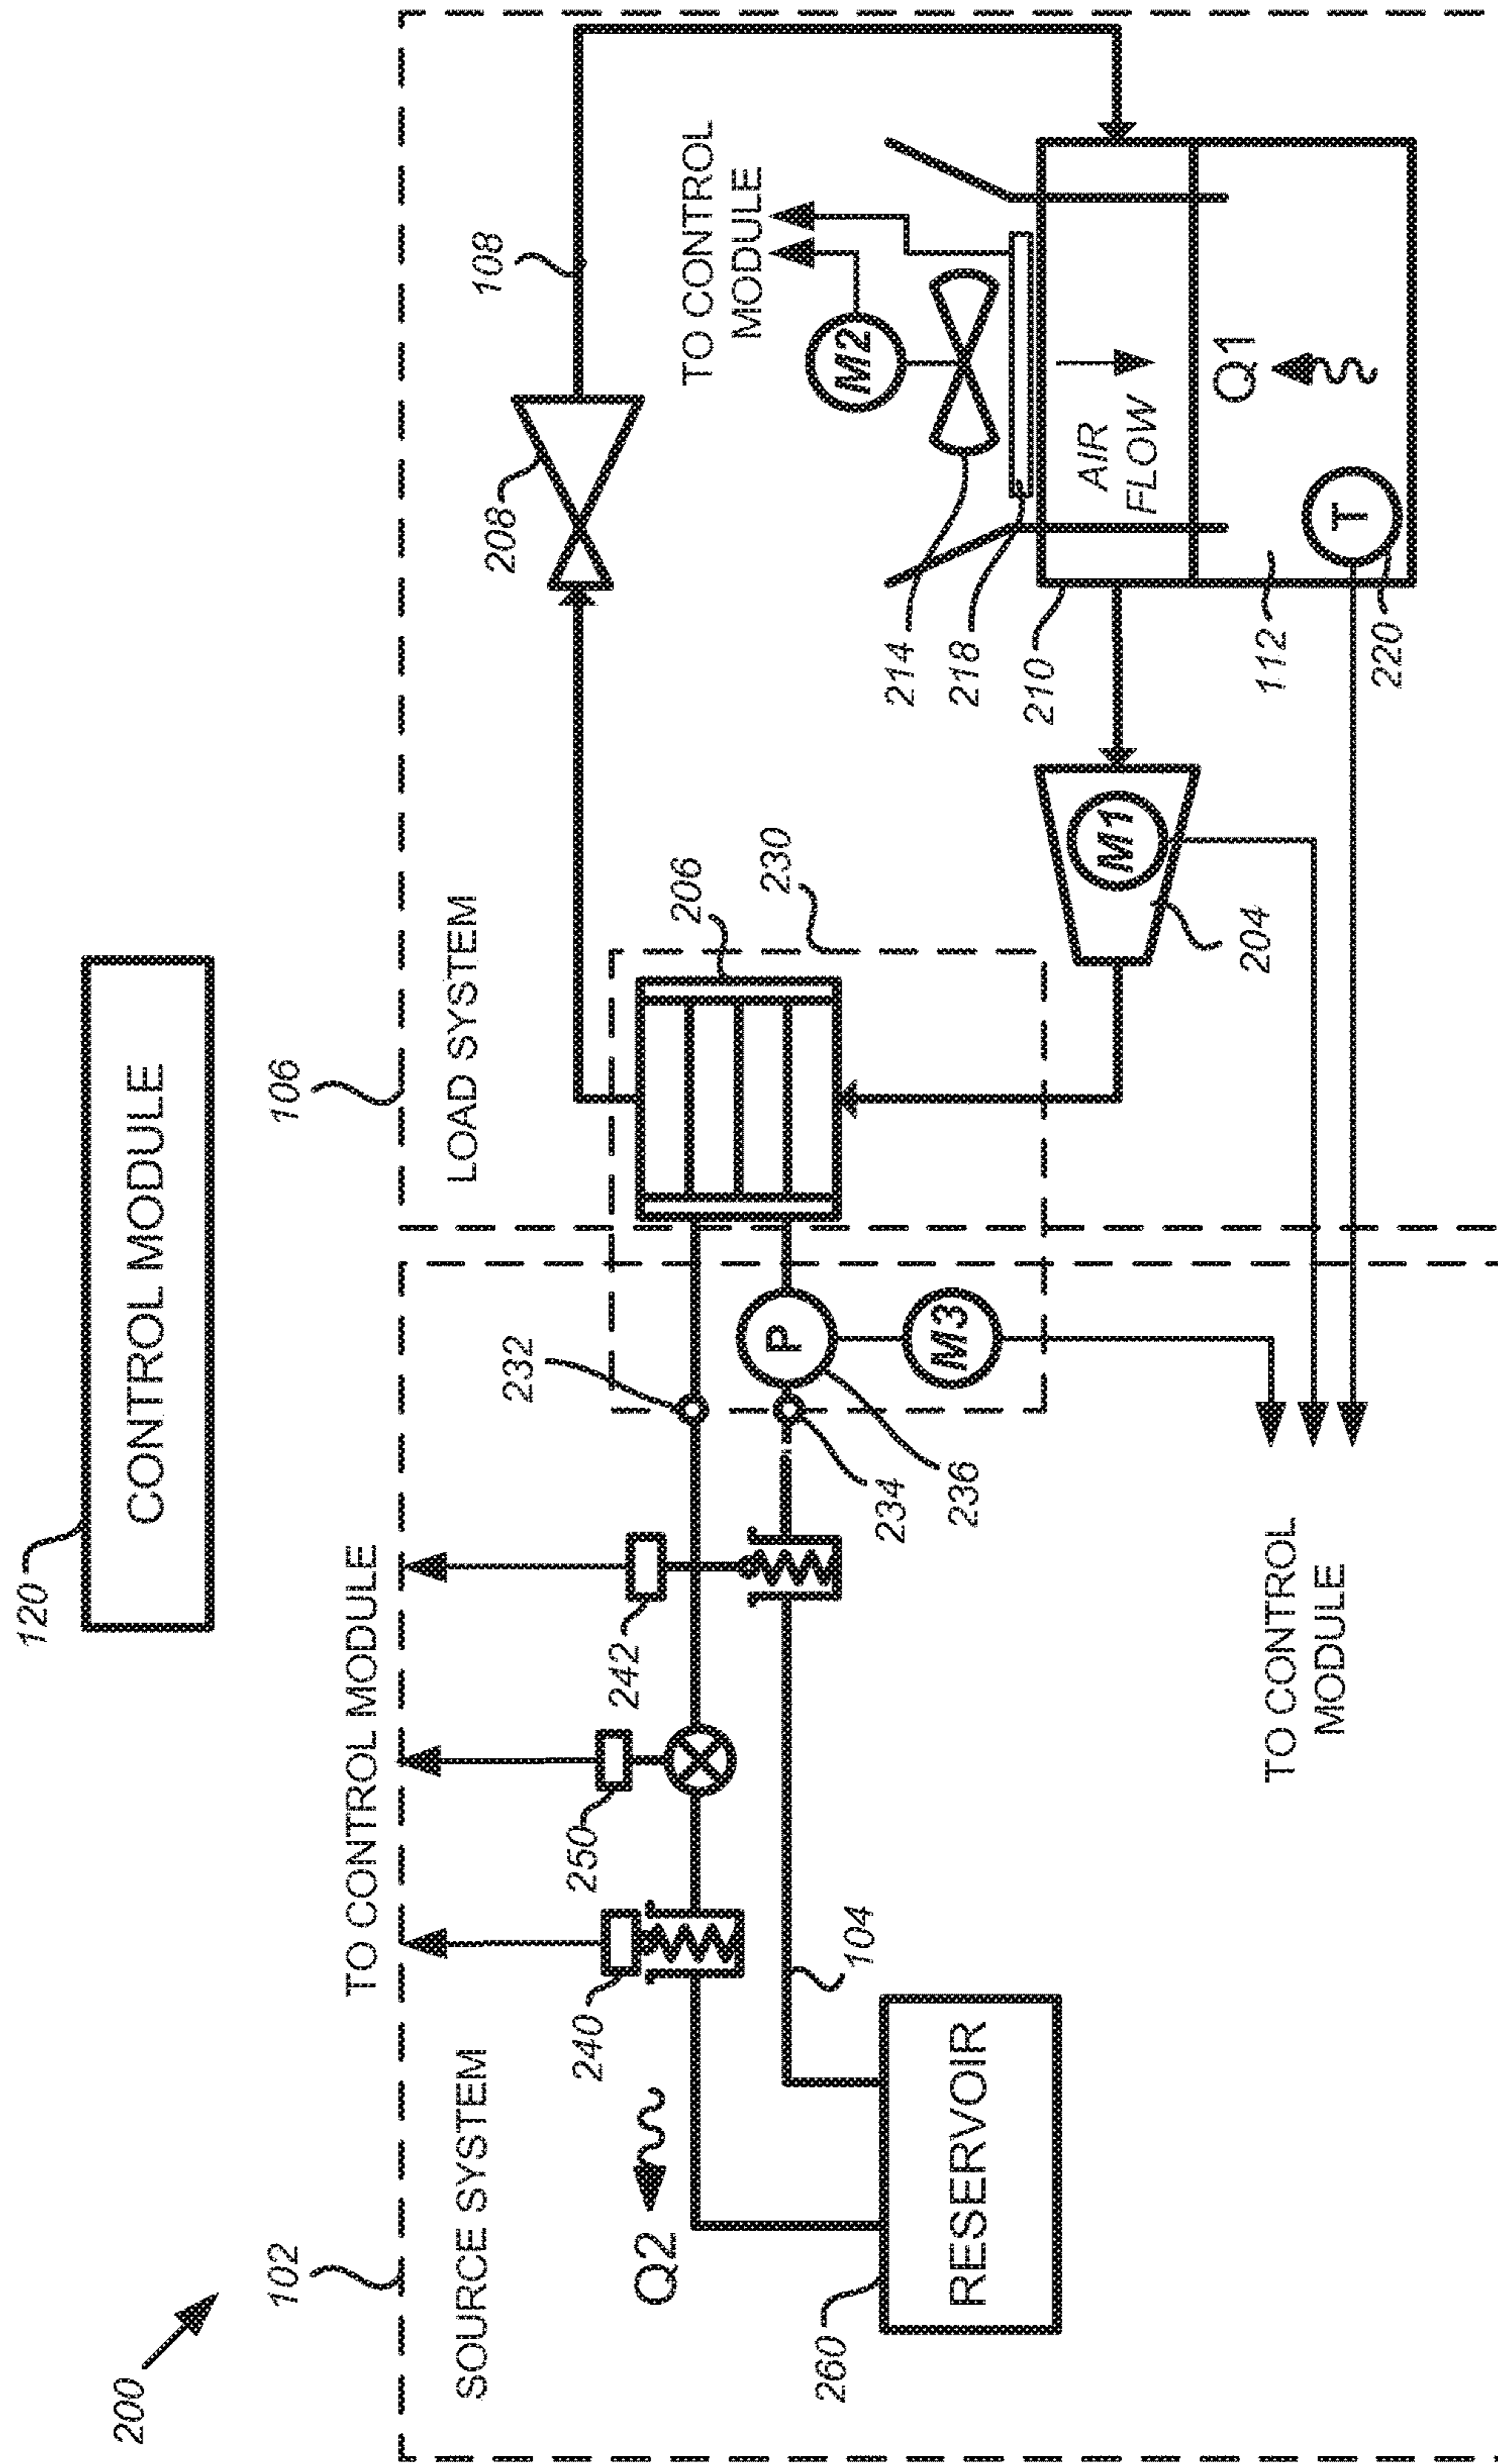 200
120
CONTROL MODULE
102
106
TO CONTROL MODULE
SOURCE SYSTEM
LOAD SYSTEM
108
Q2
240
250
242
232
206
208
TO CONTROL
MODULE
230
P
M3
M2
104
260
RESERVOIR
234
236
214
218
210
AIR
FLOW
M1
204
112
Q1
T
220
TO CONTROL
MODULE